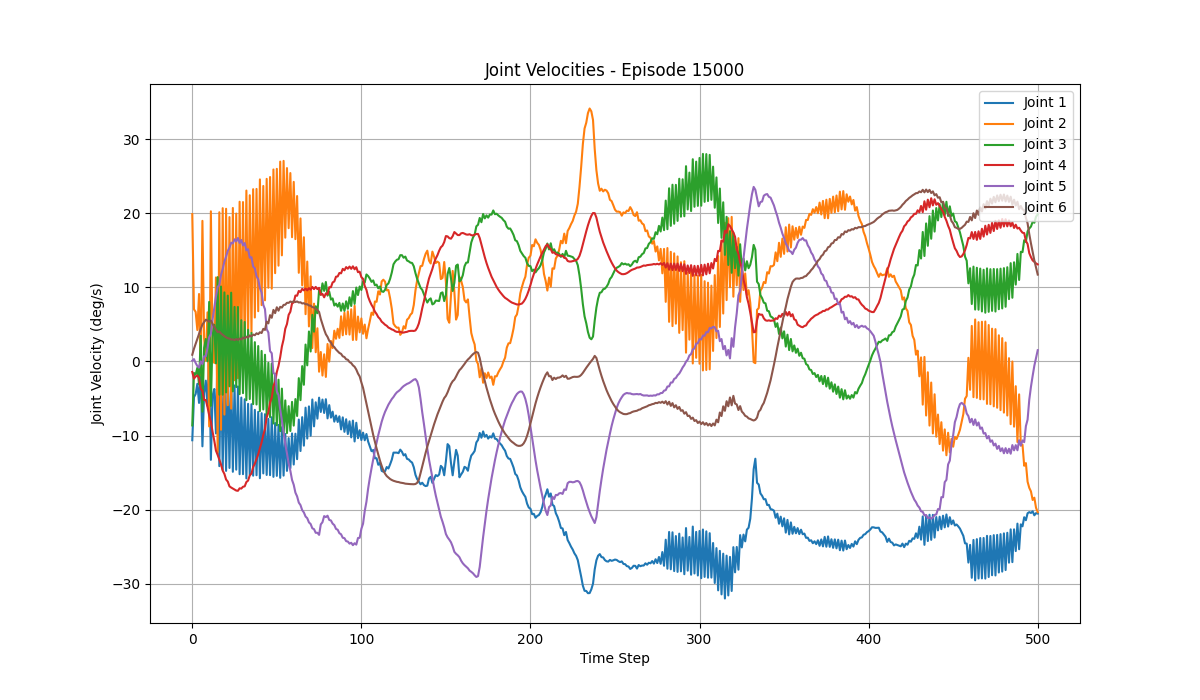 Joint Velocities - Episode 15000
Joint 1
Joint 2
Joint 3
Joint 4
Joint 5
Joint 6
Joint Velocity (deg/s)
30
20
10
0
−10
−20
−30
0 100 200 300 400 500
Time Step